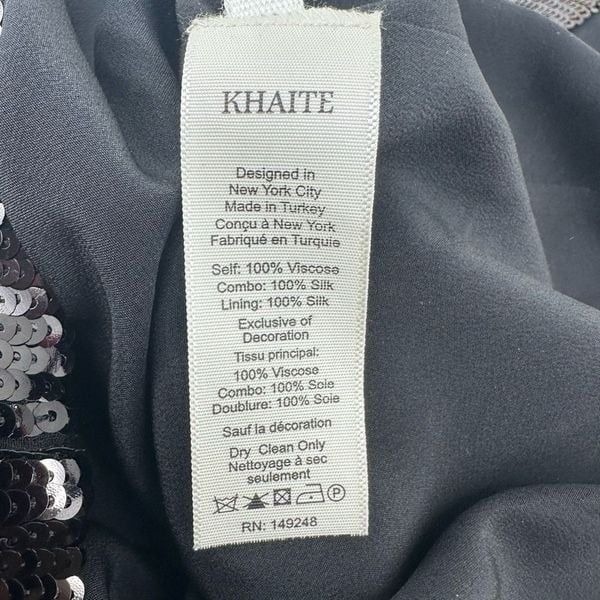 KHAITE
Designed in
New York City
Made in Turkey
Conçu à New York
Fabriqué en Turquie
Self: 100% Viscose
Combo: 100% Silk
Lining: 100% Silk
Exclusive of
Decoration
Tissu principal:
100% Viscose
Combo: 100% Soie
Doublure: 100% Soie
Sauf la décoration
Dry Clean Only
Nettoyage à sec
seulement
P
RN: 149248